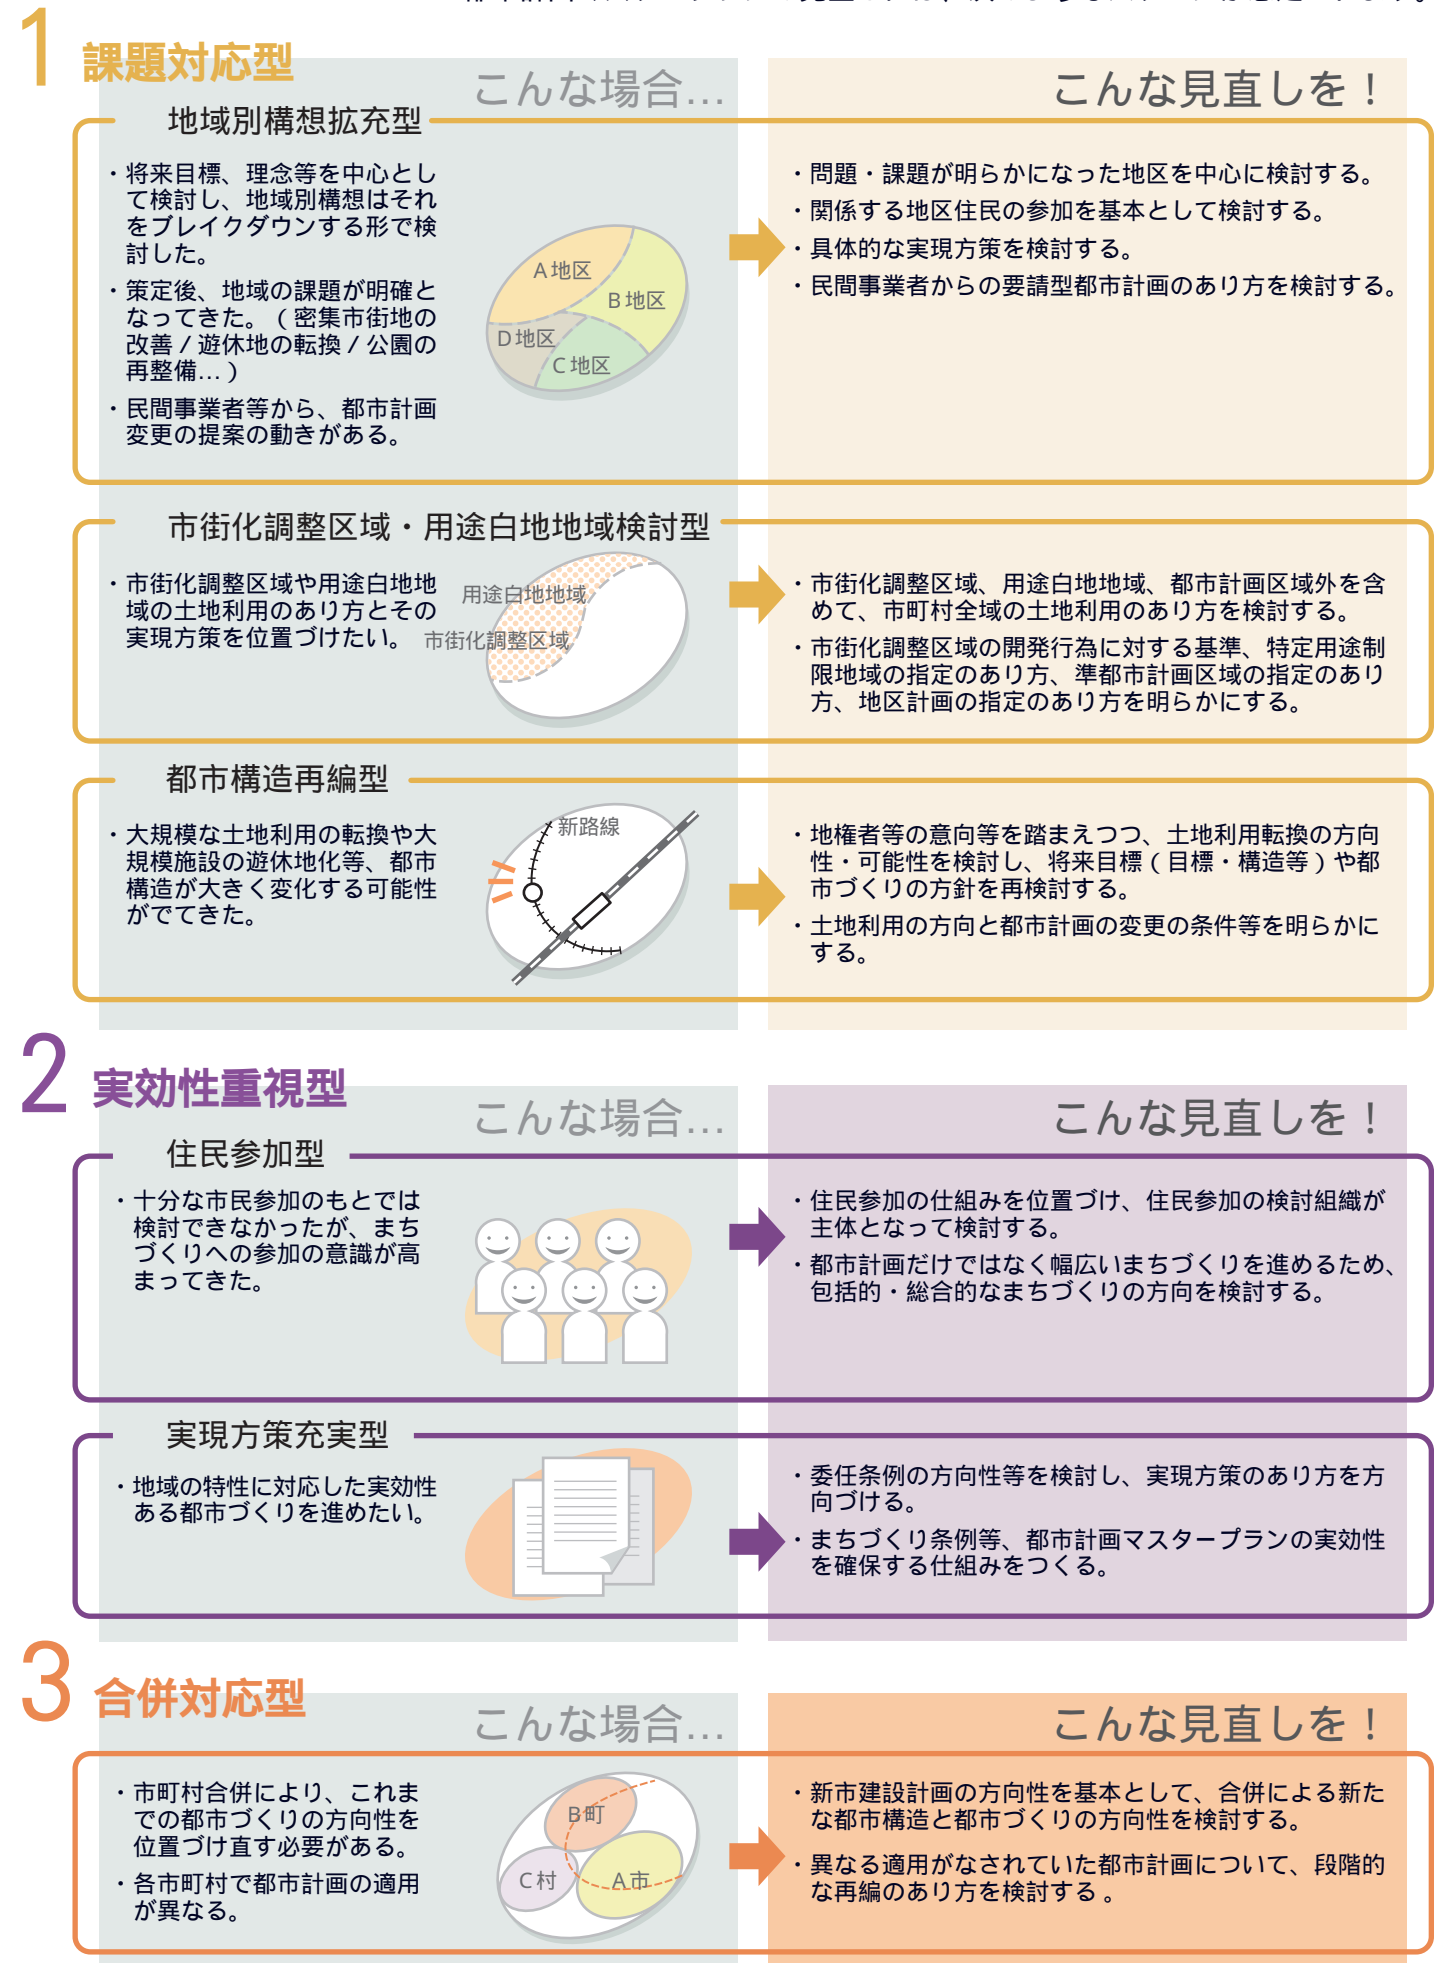 1 課題対応型
こんな場合…
こんな見直しを！
地域別構想拡充型
・将来目標、理念等を中心とし
て検討し、地域別構想はそれ
をブレイクダウンする形で検
討した。
・策定後、地域の課題が明確と
なってきた。（密集市街地の
改善／遊休地の転換／公園の
再整備…）
・民間事業者等から、都市計画
変更の提案の動きがある。
A地区
B地区
D地区
C地区
・問題・課題が明らかになった地区を中心に検討する。
・関係する地区住民の参加を基本として検討する。
・具体的な実現方策を検討する。
・民間事業者からの要請型都市計画のあり方を検討する。
市街化調整区域・用途白地地域検討型
・市街化調整区域や用途白地地
域の土地利用のあり方とその
実現方策を位置づけたい。
用途白地地域
市街化調整区域
・市街化調整区域、用途白地地域、都市計画区域外を含
めて、市町村全域の土地利用のあり方を検討する。
・市街化調整区域の開発行為に対する基準、特定用途制
限地域の指定のあり方、準都市計画区域の指定のあり
方、地区計画の指定のあり方を明らかにする。
都市構造再編型
・大規模な土地利用の転換や大
規模施設の遊休地化等、都市
構造が大きく変化する可能性
がでてきた。
新路線
・地権者等の意向等を踏まえつつ、土地利用転換の方向
性・可能性を検討し、将来目標（目標・構造等）や都
市づくりの方針を再検討する。
・土地利用の方向と都市計画の変更の条件等を明らかに
する。
2 実効性重視型
こんな場合…
こんな見直しを！
住民参加型
・十分な市民参加のもとでは
検討できなかったが、まち
づくりへの参加の意識が高
まってきた。
・住民参加の仕組みを位置づけ、住民参加の検討組織が
主体となって検討する。
・都市計画だけではなく幅広いまちづくりを進めるため、
包括的・総合的なまちづくりの方向を検討する。
実現方策充実型
・地域の特性に対応した実効性
ある都市づくりを進めたい。
・委任条例の方向性等を検討し、実現方策のあり方を方
向づける。
・まちづくり条例等、都市計画マスタープランの実効性
を確保する仕組みをつくる。
3 合併対応型
こんな場合…
こんな見直しを！
・市町村合併により、これま
での都市づくりの方向性を
位置づけ直す必要がある。
・各市町村で都市計画の適用
が異なる。
B町
C村
A市
・新市建設計画の方向性を基本として、合併による新た
な都市構造と都市づくりの方向性を検討する。
・異なる適用がなされていた都市計画について、段階的
な再編のあり方を検討する。